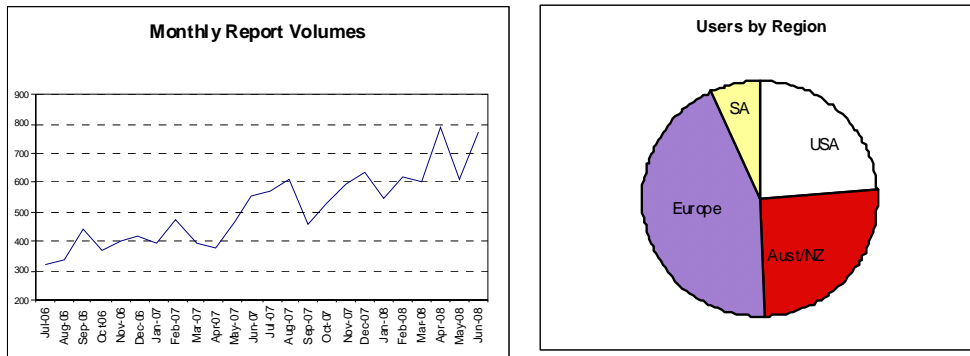 Monthly Report Volumes
900
800
700
600
500
400
300
200
Jul-06
Aug-06
Sep-06
Oct-06
Nov-06
Dec-06
Jan-07
Feb-07
Mar-07
Apr-07
May-07
Jun-07
Jul-07
Aug-07
Sep-07
Oct-07
Nov-07
Dec-07
Jan-08
Feb-08
Mar-08
Apr-08
May-08
Jun-08
Users by Region
SA
USA
Europe
Aust/NZ